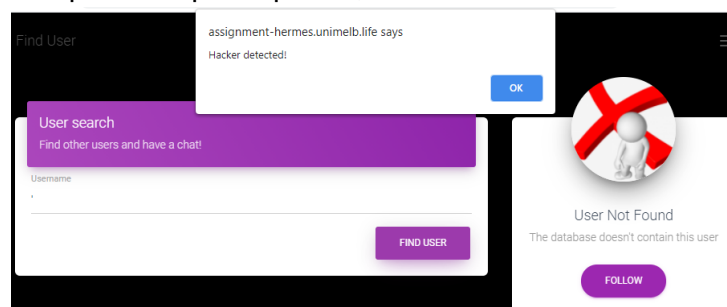 assignment-hermes.unimelb.life says
Hacker detected!
OK
Find User
User search
Find other users and have a chat!
Username
'
FIND USER
User Not Found
The database doesn't contain this user
FOLLOW